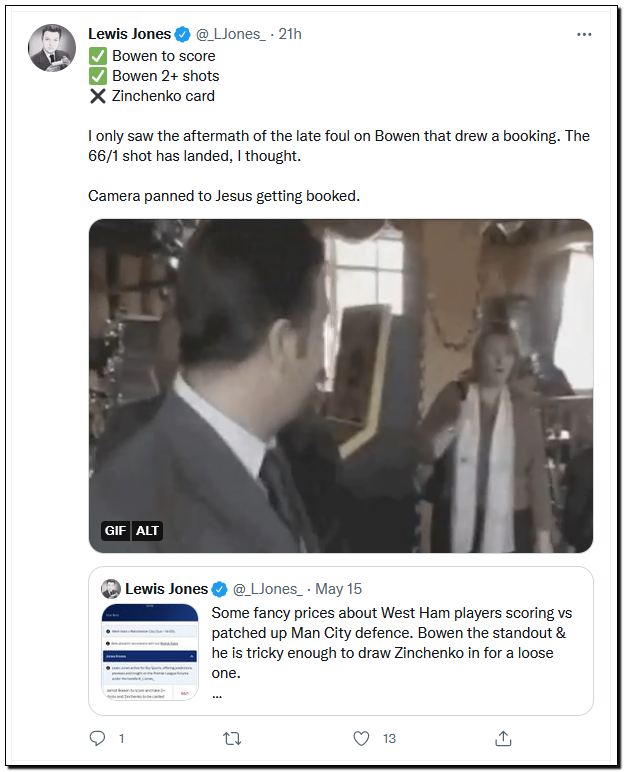 Lewis Jones @_LJones_ · 21h
✅ Bowen to score
✅ Bowen 2+ shots
❌ Zinchenko card
I only saw the aftermath of the late foul on Bowen that drew a booking. The
66/1 shot has landed, I thought.
Camera panned to Jesus getting booked.
GIF ALT
Lewis Jones @_LJones_ · May 15
Some fancy prices about West Ham players scoring vs
patched up Man City defence. Bowen the standout &
he is tricky enough to draw Zinchenko in for a loose
one.
...
1
13